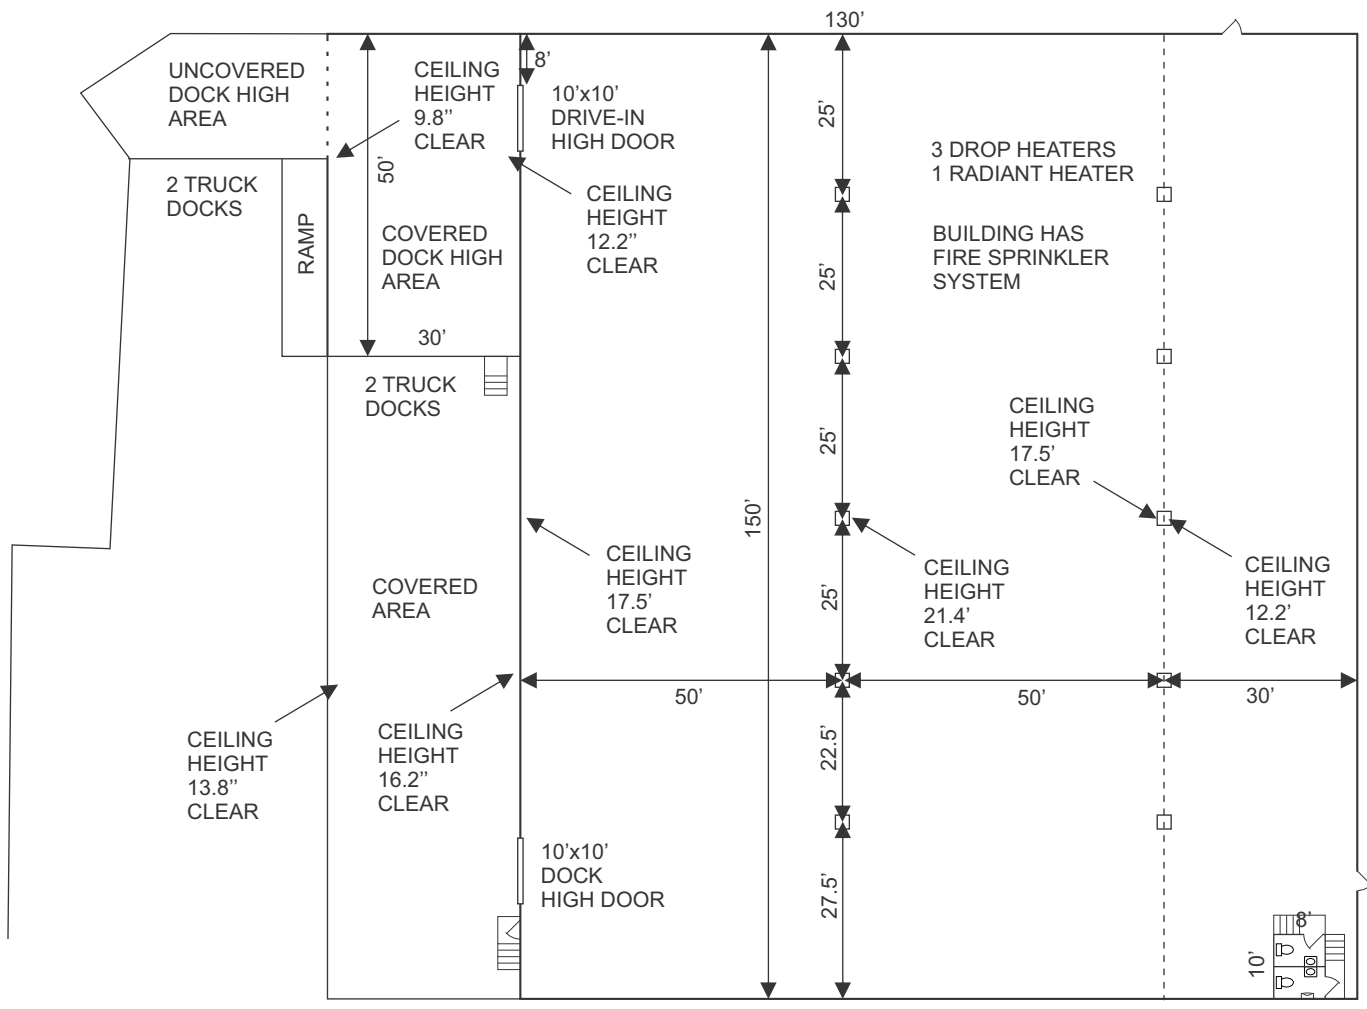 130’
UNCOVERED
DOCK HIGH
AREA
CEILING
HEIGHT
9.8’’
CLEAR
8’
10’x10’
DRIVE-IN
HIGH DOOR
25’
3 DROP HEATERS
1 RADIANT HEATER
50’
2 TRUCK
DOCKS
RAMP
COVERED
DOCK HIGH
AREA
CEILING
HEIGHT
12.2’’
CLEAR
25’
BUILDING HAS
FIRE SPRINKLER
SYSTEM
30’
2 TRUCK
DOCKS
25’
CEILING
HEIGHT
17.5’
CLEAR
150’
COVERED
AREA
CEILING
HEIGHT
17.5’
CLEAR
25’
CEILING
HEIGHT
21.4’
CLEAR
CEILING
HEIGHT
12.2’
CLEAR
50’
50’
30’
CEILING
HEIGHT
13.8’’
CLEAR
CEILING
HEIGHT
16.2’’
CLEAR
22.5’
10’x10’
DOCK
HIGH DOOR
27.5’
8’
10’